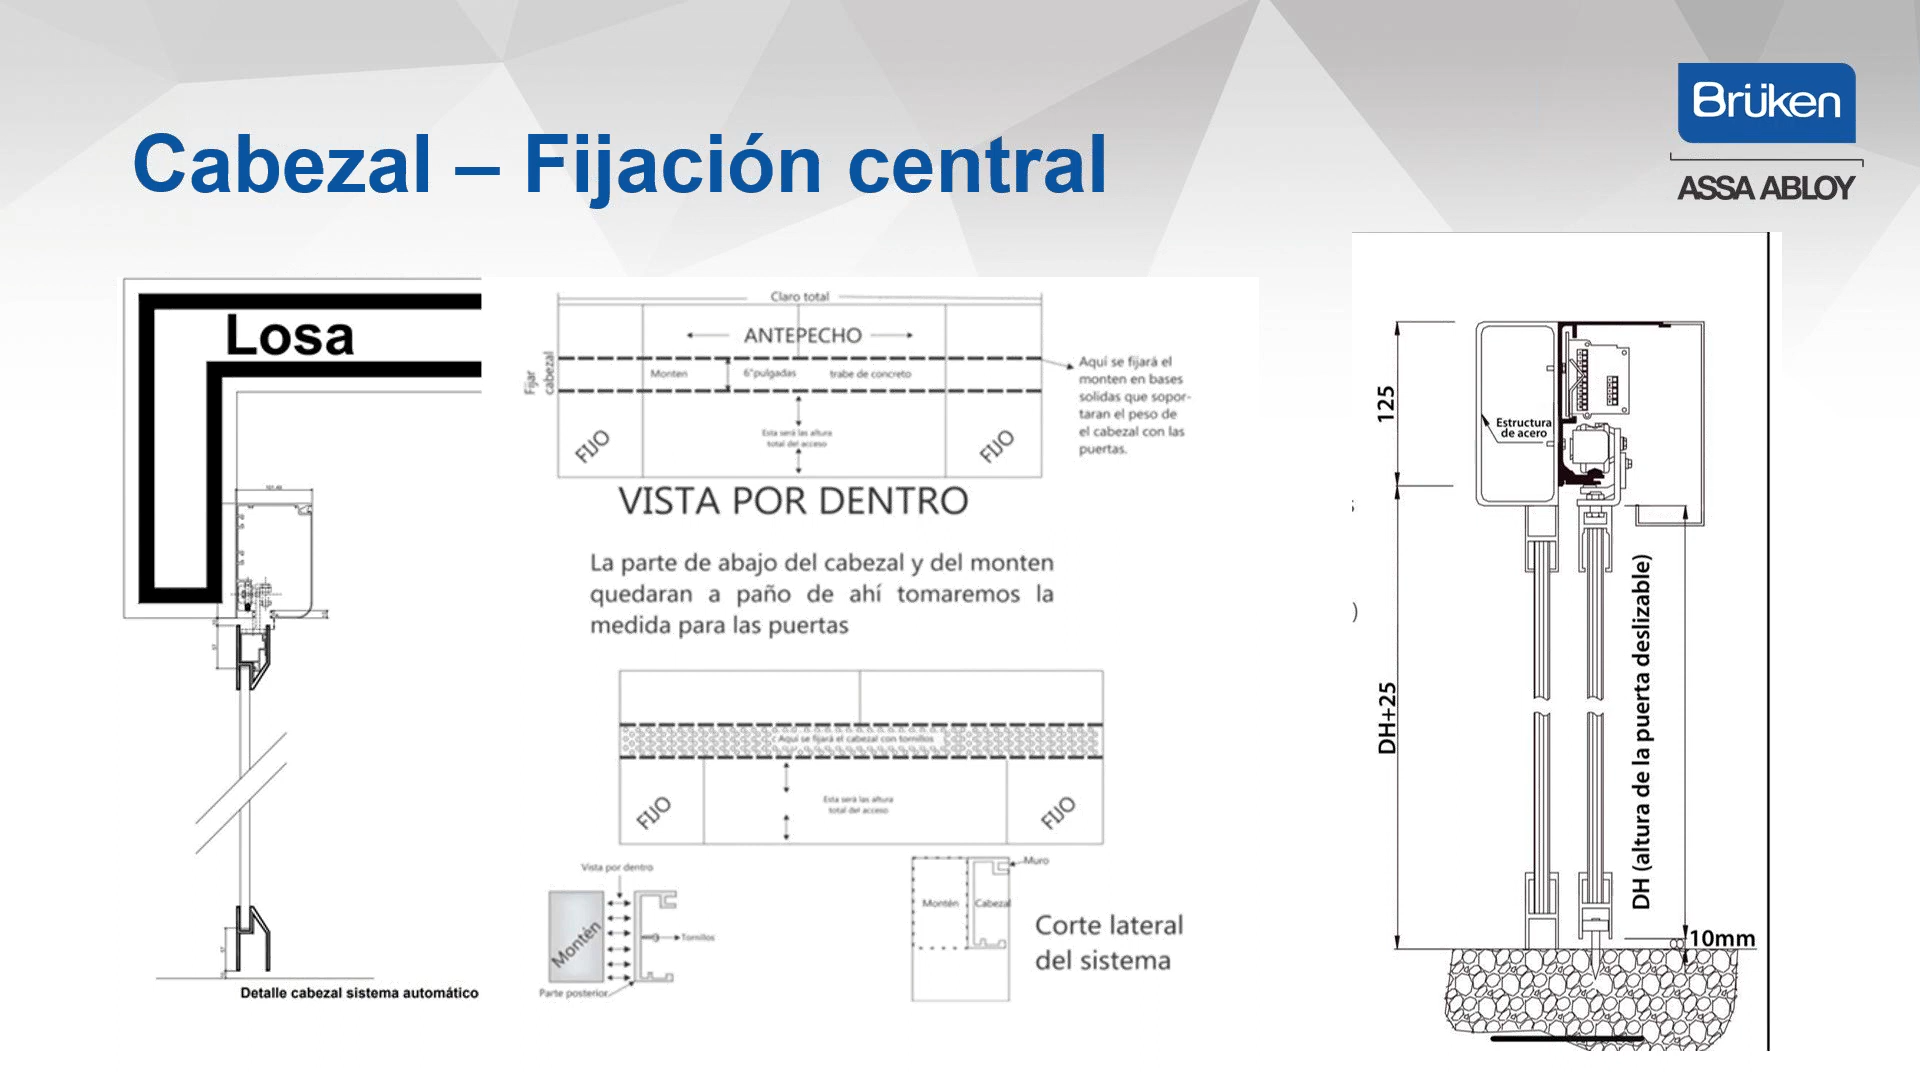 Cabezal – Fijación central
Brüken
ASSA ABLOY
Losa
Detalle cabezal sistema automático
Claro total
ANTEPECHO
Fijar
cabezal
Monten
6"pulgadas
trabe de concreto
Aquí se fijará el
monten en bases
solidas que sopor-
taran el peso de
el cabezal con las
puertas.
FIJO
Esta será las altura
total del acceso
FIJO
VISTA POR DENTRO
La parte de abajo del cabezal y del monten
quedaran a paño de ahí tomaremos la
medida para las puertas
Aquí se fijará el cabezal con tornillos
FIJO
Esta será las altura
total del acceso
FIJO
Vista por dentro
Montén
Tornillos
Parte posterior
Muro
Montén
Cabezal
Corte lateral
del sistema
125
Estructura
de acero
DH+25
DH (altura de la puerta deslizable)
10mm